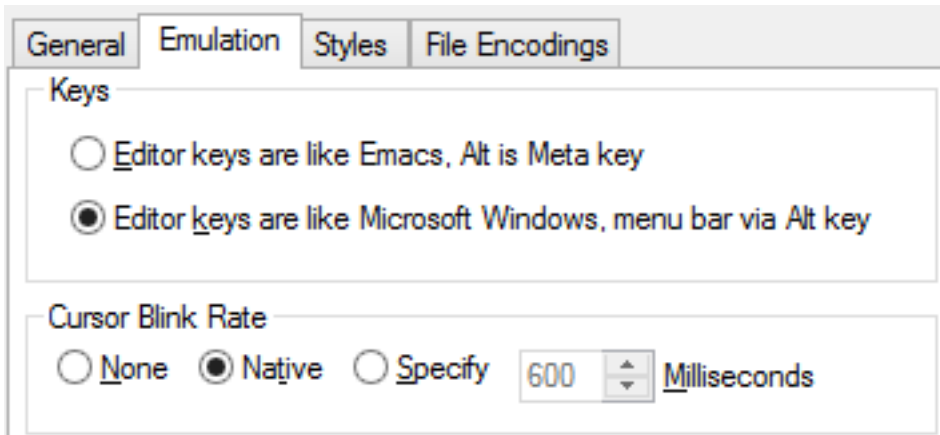 General Emulation Styles File Encodings
Keys
Editor keys are like Emacs, Alt is Meta key
Editor keys are like Microsoft Windows, menu bar via Alt key
Cursor Blink Rate
None Native Specify 600 Milliseconds